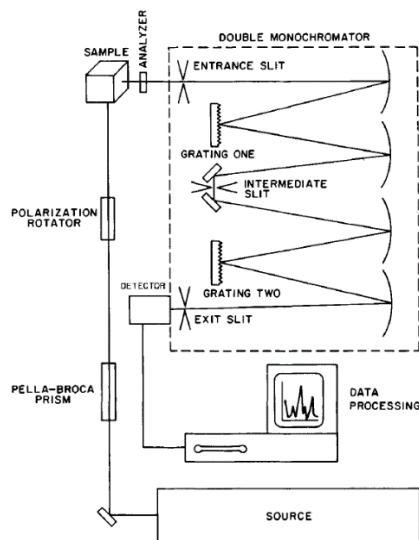 DOUBLE MONOCHROMATOR
SAMPLE
ANALYZER
ENTRANCE SLIT
GRATING ONE
INTERMEDIATE
SLIT
POLARIZATION
ROTATOR
GRATING TWO
DETECTOR
EXIT SLIT
PELLA-BROCA
PRISM
DATA
PROCESSING
SOURCE